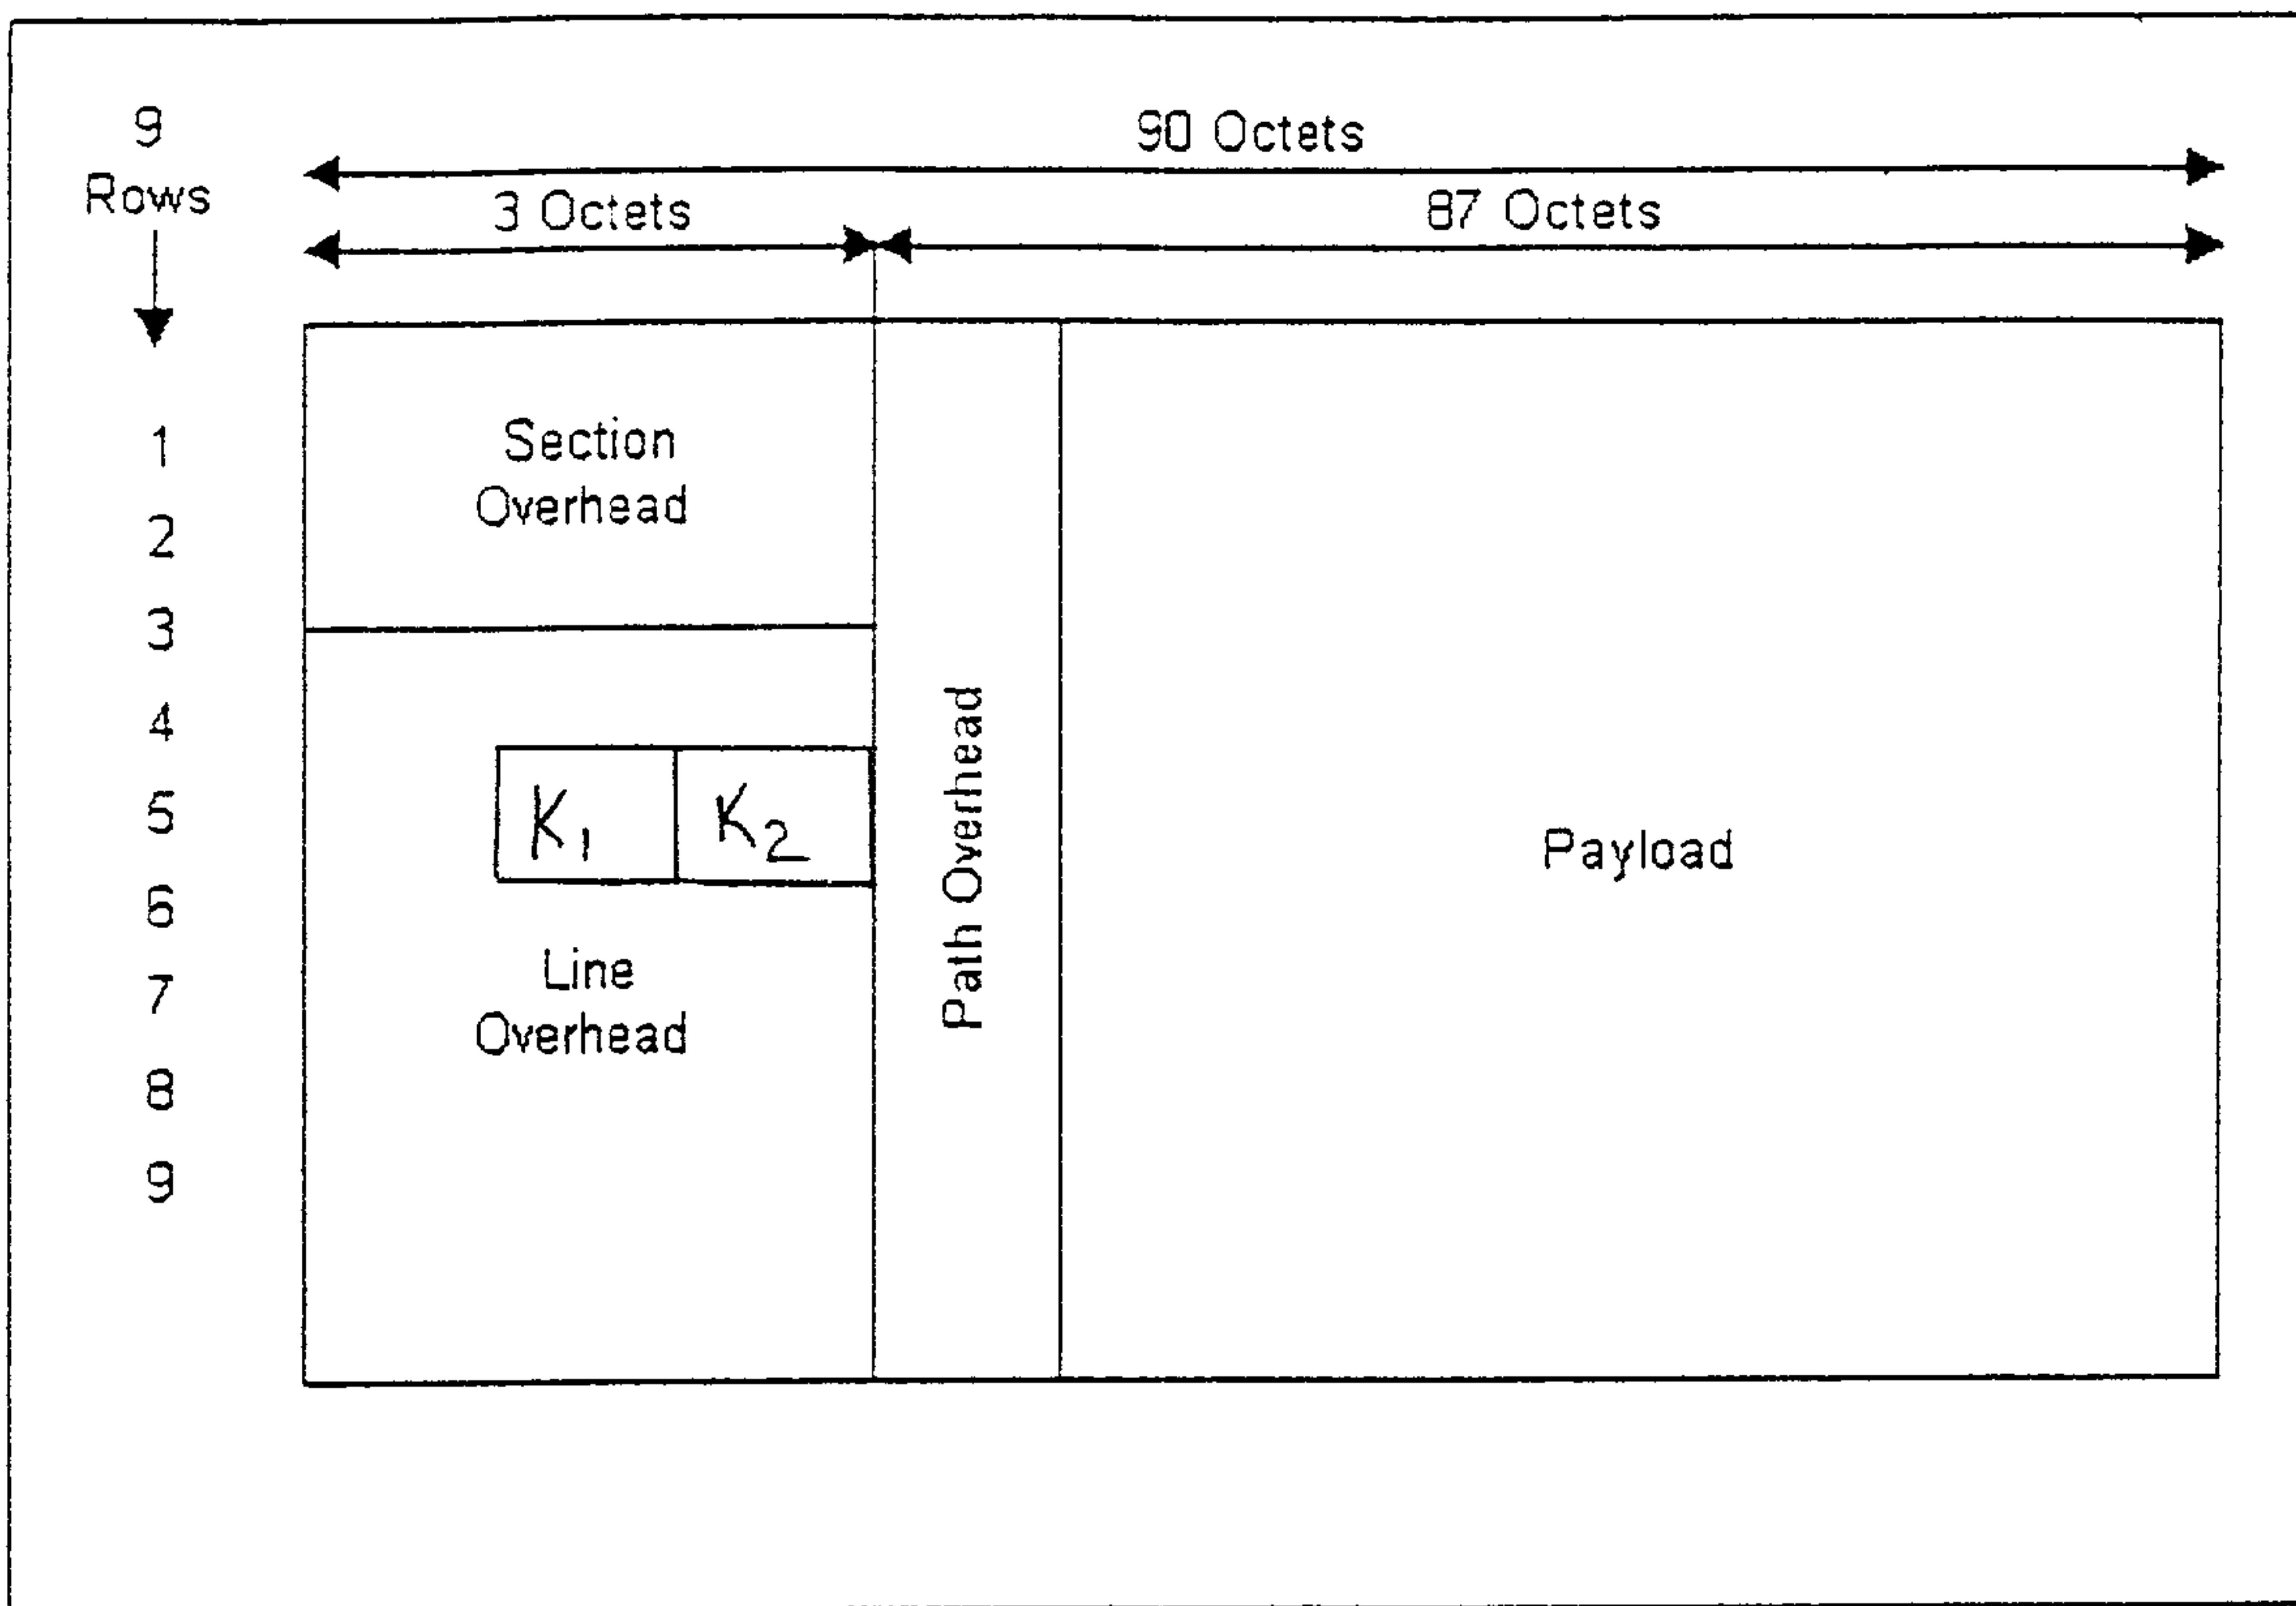 9
Rows
90 Octets
3 Octets
87 Octets
1
2
3
4
5
6
7
8
9
Section
Overhead
K1
K2
Line
Overhead
Path Overhead
Payload